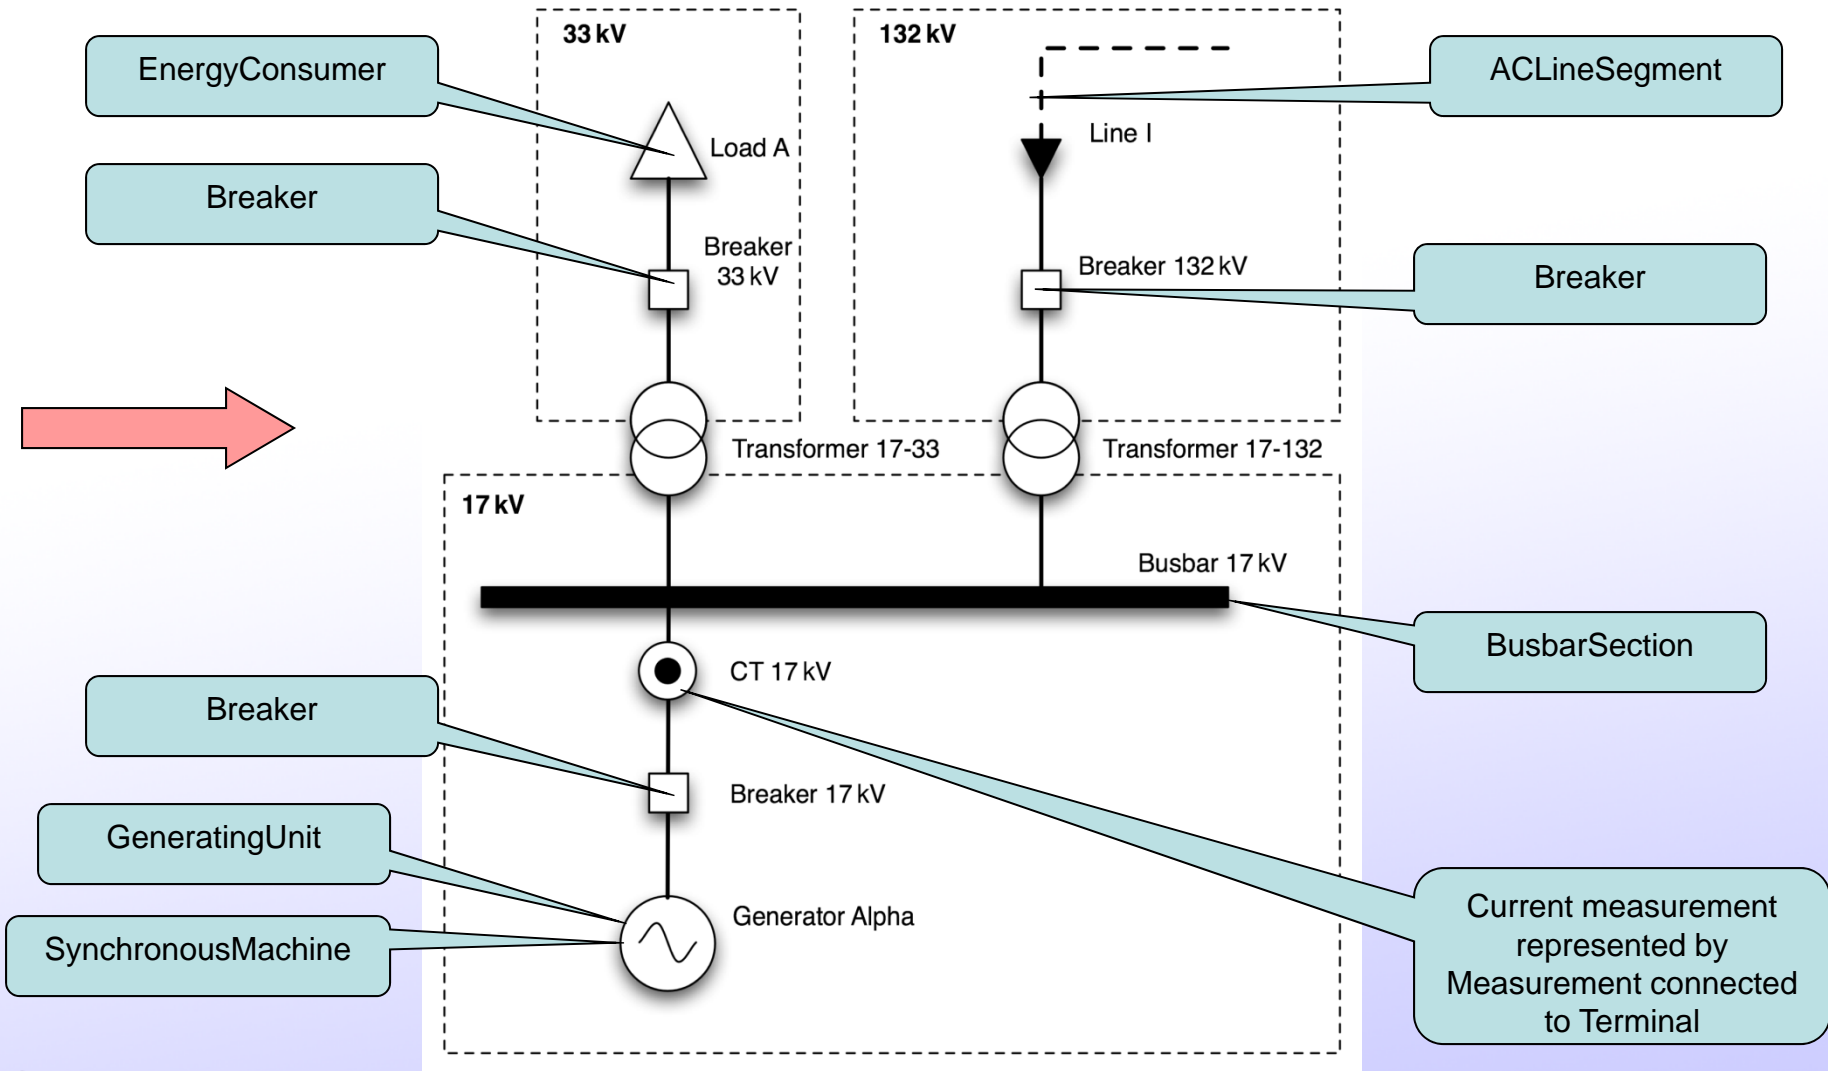 33 kV
132 kV
EnergyConsumer
ACLineSegment
Load A
Line I
Breaker
Breaker
33 kV
Breaker 132 kV
Breaker
Transformer 17-33
Transformer 17-132
17 kV
Busbar 17 kV
BusbarSection
CT 17 kV
Breaker
Breaker 17 kV
GeneratingUnit
Generator Alpha
SynchronousMachine
Current measurement
represented by
Measurement connected
to Terminal